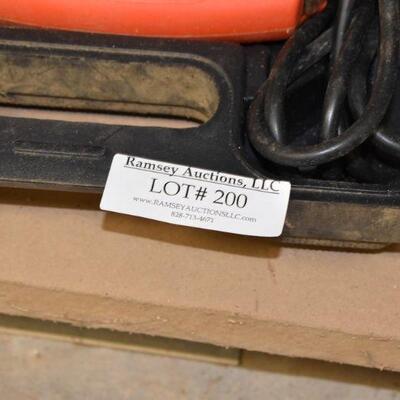 Ramsey Auctions, LLC
LOT# 200
www.RAMSEYAUCTIONSLLC.com
828-713-4671